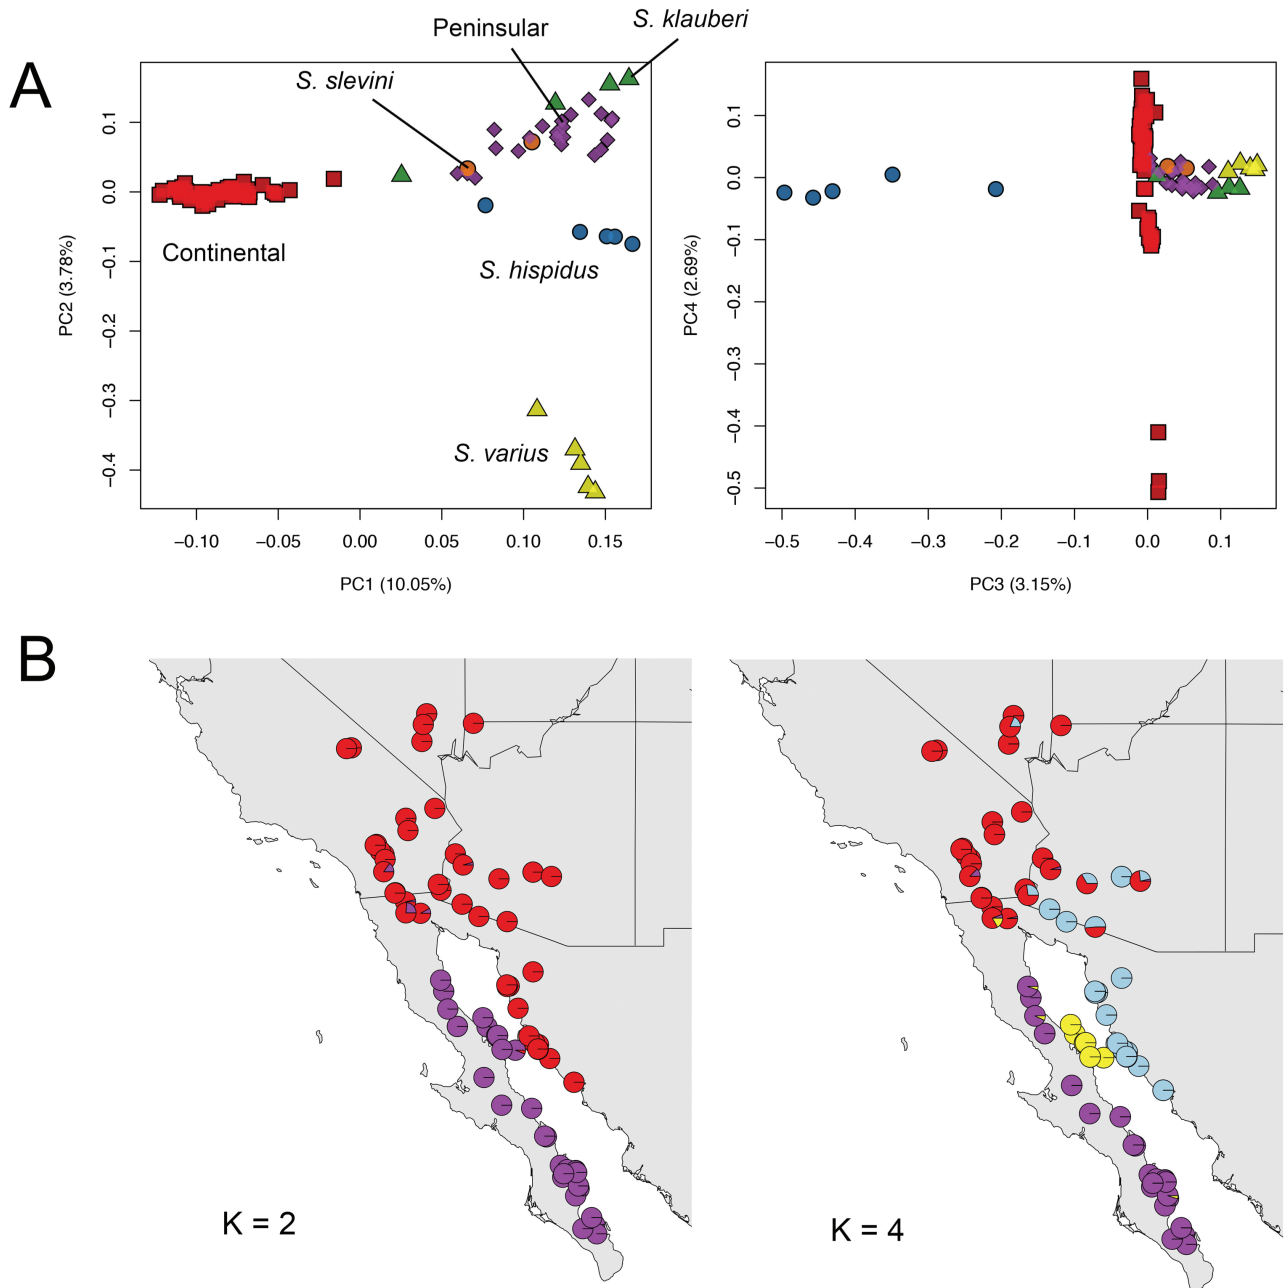 A
Peninsular
S. klauberi
S. slevini
Continental
S. hispidus
S. varius
PC2 (3.78%)
0.1
0.0
−0.1
−0.2
−0.3
−0.4
−0.10
−0.05
0.00
0.05
0.10
0.15
PC1 (10.05%)
PC4 (2.69%)
0.1
0.0
−0.1
−0.2
−0.3
−0.4
−0.5
−0.5
−0.4
−0.3
−0.2
−0.1
0.0
0.1
PC3 (3.15%)
B
K = 2
K = 4